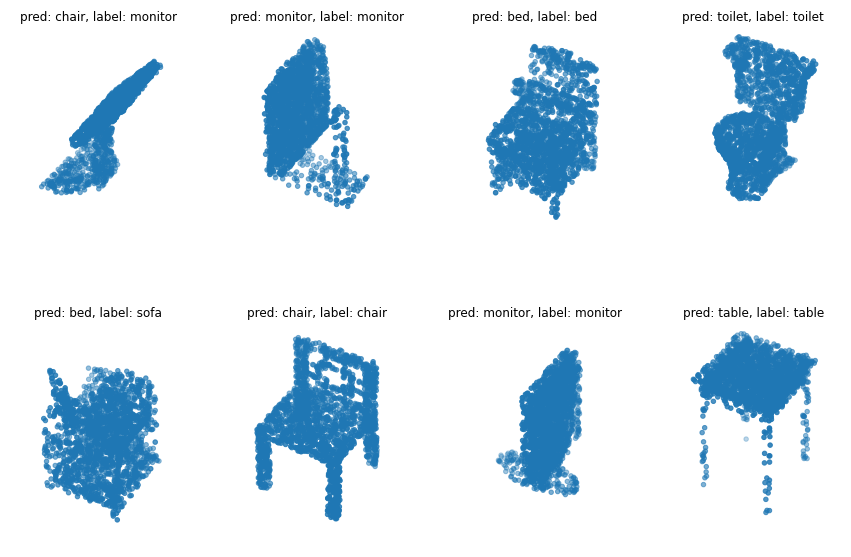 pred: chair, label: monitor
pred: monitor, label: monitor
pred: bed, label: bed
pred: toilet, label: toilet
pred: bed, label: sofa
pred: chair, label: chair
pred: monitor, label: monitor
pred: table, label: table